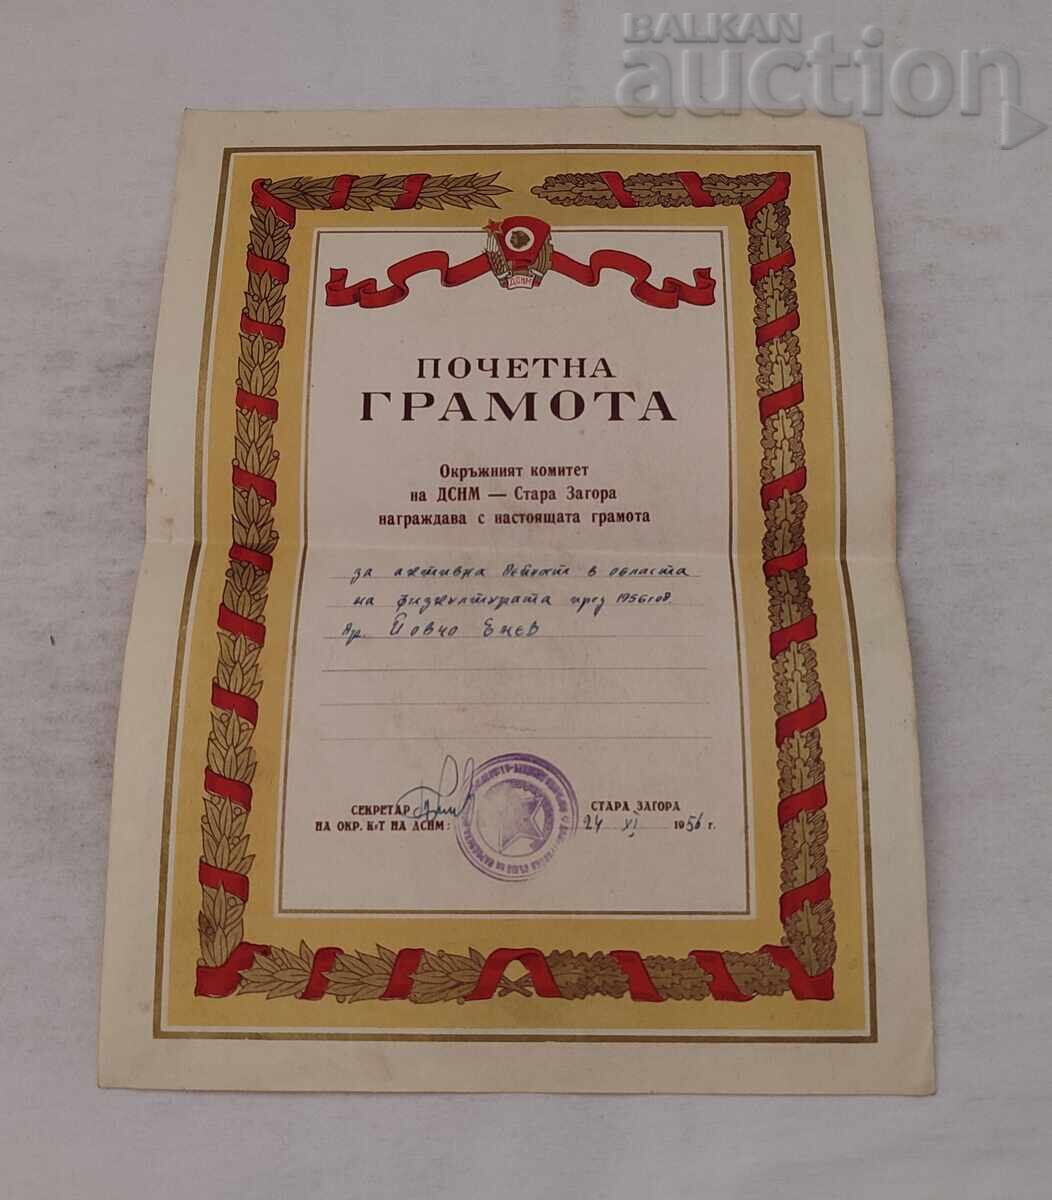 BALKAN
auction
ДСНМ
ПОЧЕТНА
ГРАМОТА
Окръжният комитет
на ДСНМ — Стара Загора
награждава с настоящата грамота
за активна дейност в областта
на физкултурата през 1956 год.
др. Йовчо Енев
СЕКРЕТАР
НА ОКР. К-Т НА ДСНМ:
СТАРА ЗАГОРА
24 XI 1956 г.